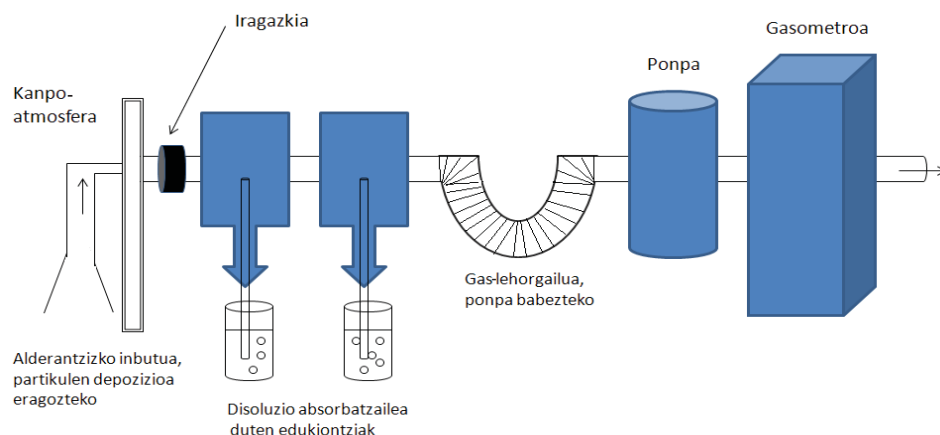 Iragazkia
Kanpo-
atmosfera
Ponpa
Gasometroa
Gas-lehorgailua,
ponpa babezteko
Alderantzizko inbutua,
partikulen depozizioa
eragozteko
Disoluzio absorbatzailea
duten edukiontziak